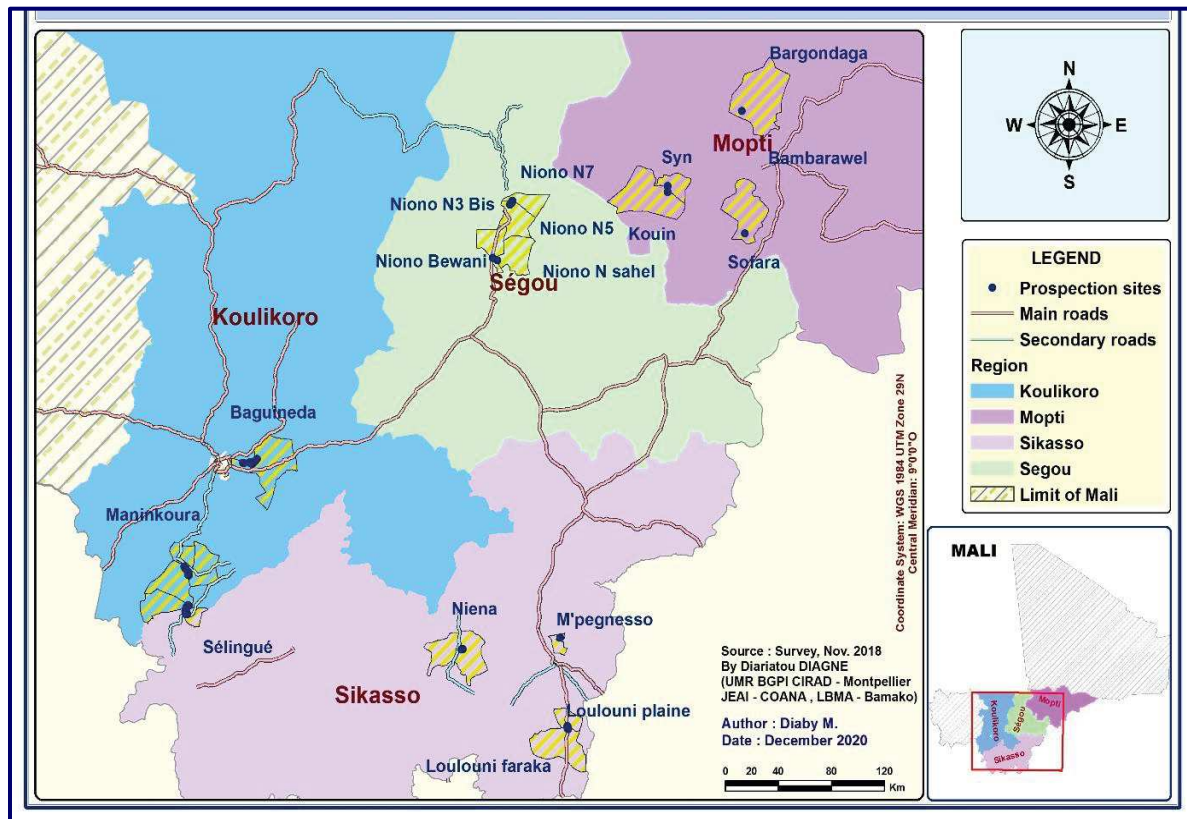 Bargondaga
Mopti
Syn
Bambarawel
Niono N7
Niono N3 Bis
Niono N5
Kouin
Sofara
Niono Bewani
Niono N sahel
Ségou
Koulikoro
Baguineda
Maninkoura
Sélingué
Niena
M'pegnesso
Sikasso
Loulouni plaine
Loulouni faraka
Coordinate System: WGS 1984 UTM Zone 29N
Central Meridian: 9°0'0"O
Source : Survey, Nov. 2018
By Diariatou DIAGNE
(UMR BGPI CIRAD - Montpellier
JEAI - COANA , LBMA - Bamako)
Author : Diaby M.
Date : December 2020
0 20 40 80 120
Km
N
W E
S
LEGEND
Prospection sites
Main roads
Secondary roads
Region
Koulikoro
Mopti
Sikasso
Segou
Limit of Mali
MALI
Koulikoro
Ségou
Mopti
Sikasso